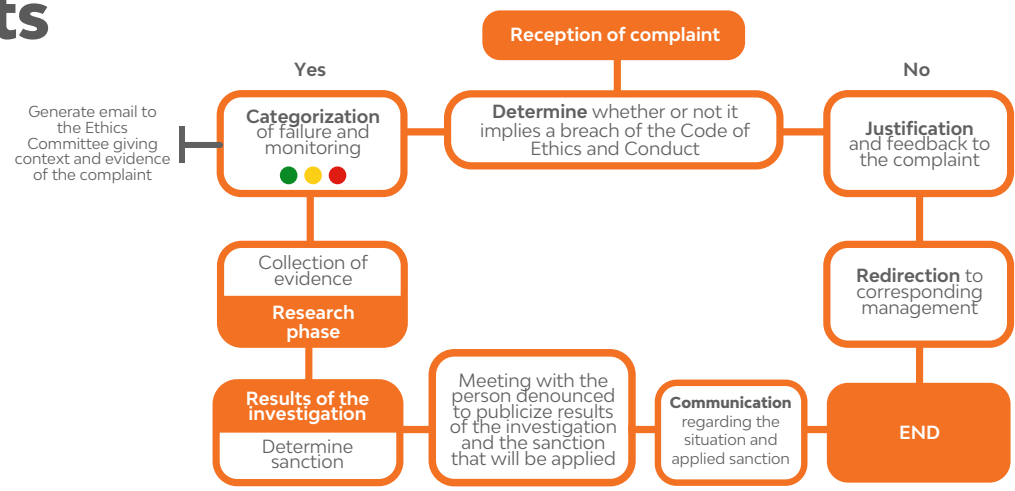 ts
Reception of complaint
Yes
No
Generate email to
the Ethics
Committee giving
context and evidence
of the complaint
Categorization
of failure and
monitoring
Determine whether or not it
implies a breach of the Code of
Ethics and Conduct
Justification
and feedback to
the complaint
Collection of
evidence
Research
phase
Redirection to
corresponding
management
Results of the
investigation
Determine
sanction
Meeting with the
person denounced
to publicize results
of the investigation
and the sanction
that will be applied
Communication
regarding the
situation and
applied sanction
END